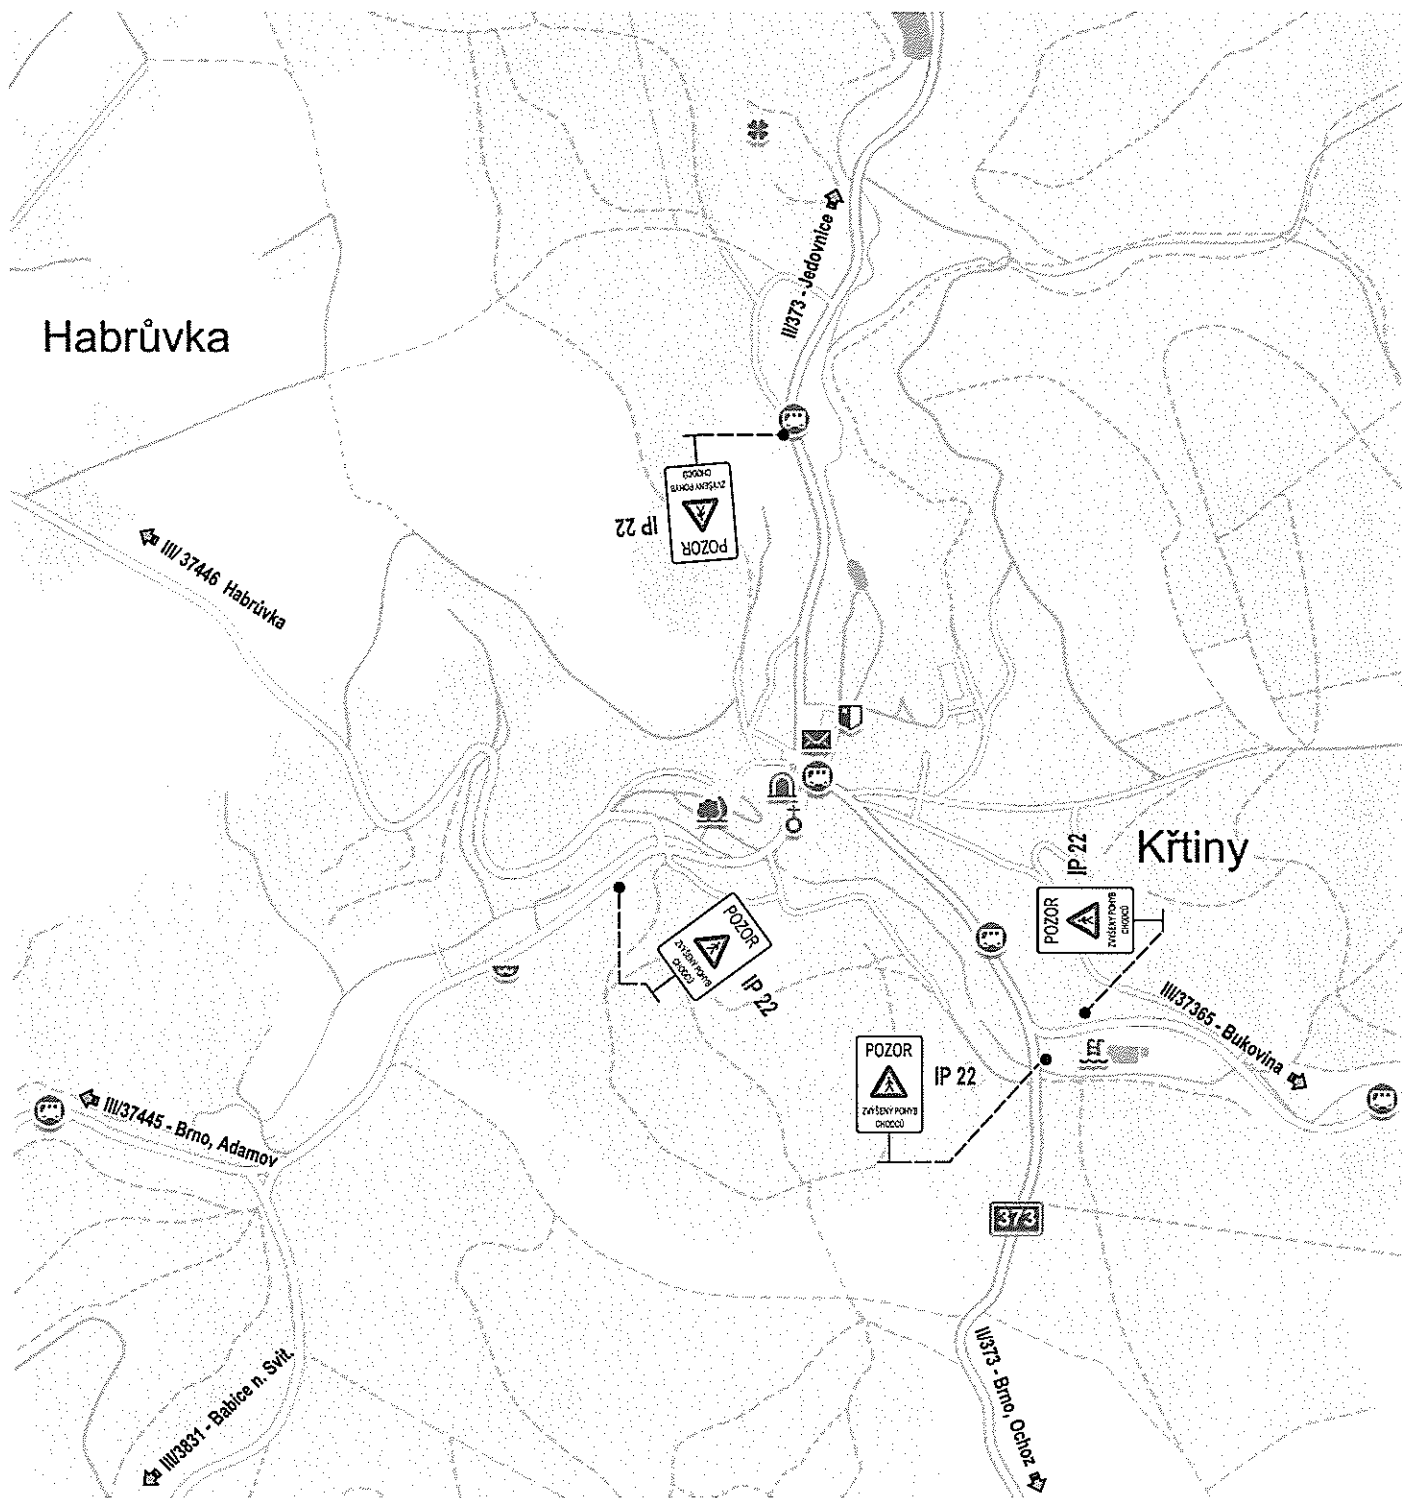 II/373 - Jedovnice
Habrůvka
POZOR
ZVÝŠENÝ POHYB
CHODCŮ
IP 22
III/ 37446 Habrůvka
Křtiny
IP 22
POZOR
ZVÝŠENÝ POHYB
CHODCŮ
POZOR
ZVÝŠENÝ POHYB
CHODCŮ
IP 22
III/37365 - Bukovina
POZOR
ZVÝŠENÝ POHYB
CHODCŮ
IP 22
III/37445 - Brno, Adamov
373
III/3831 - Babice n. Svit.
II/373 - Brno, Ochoz